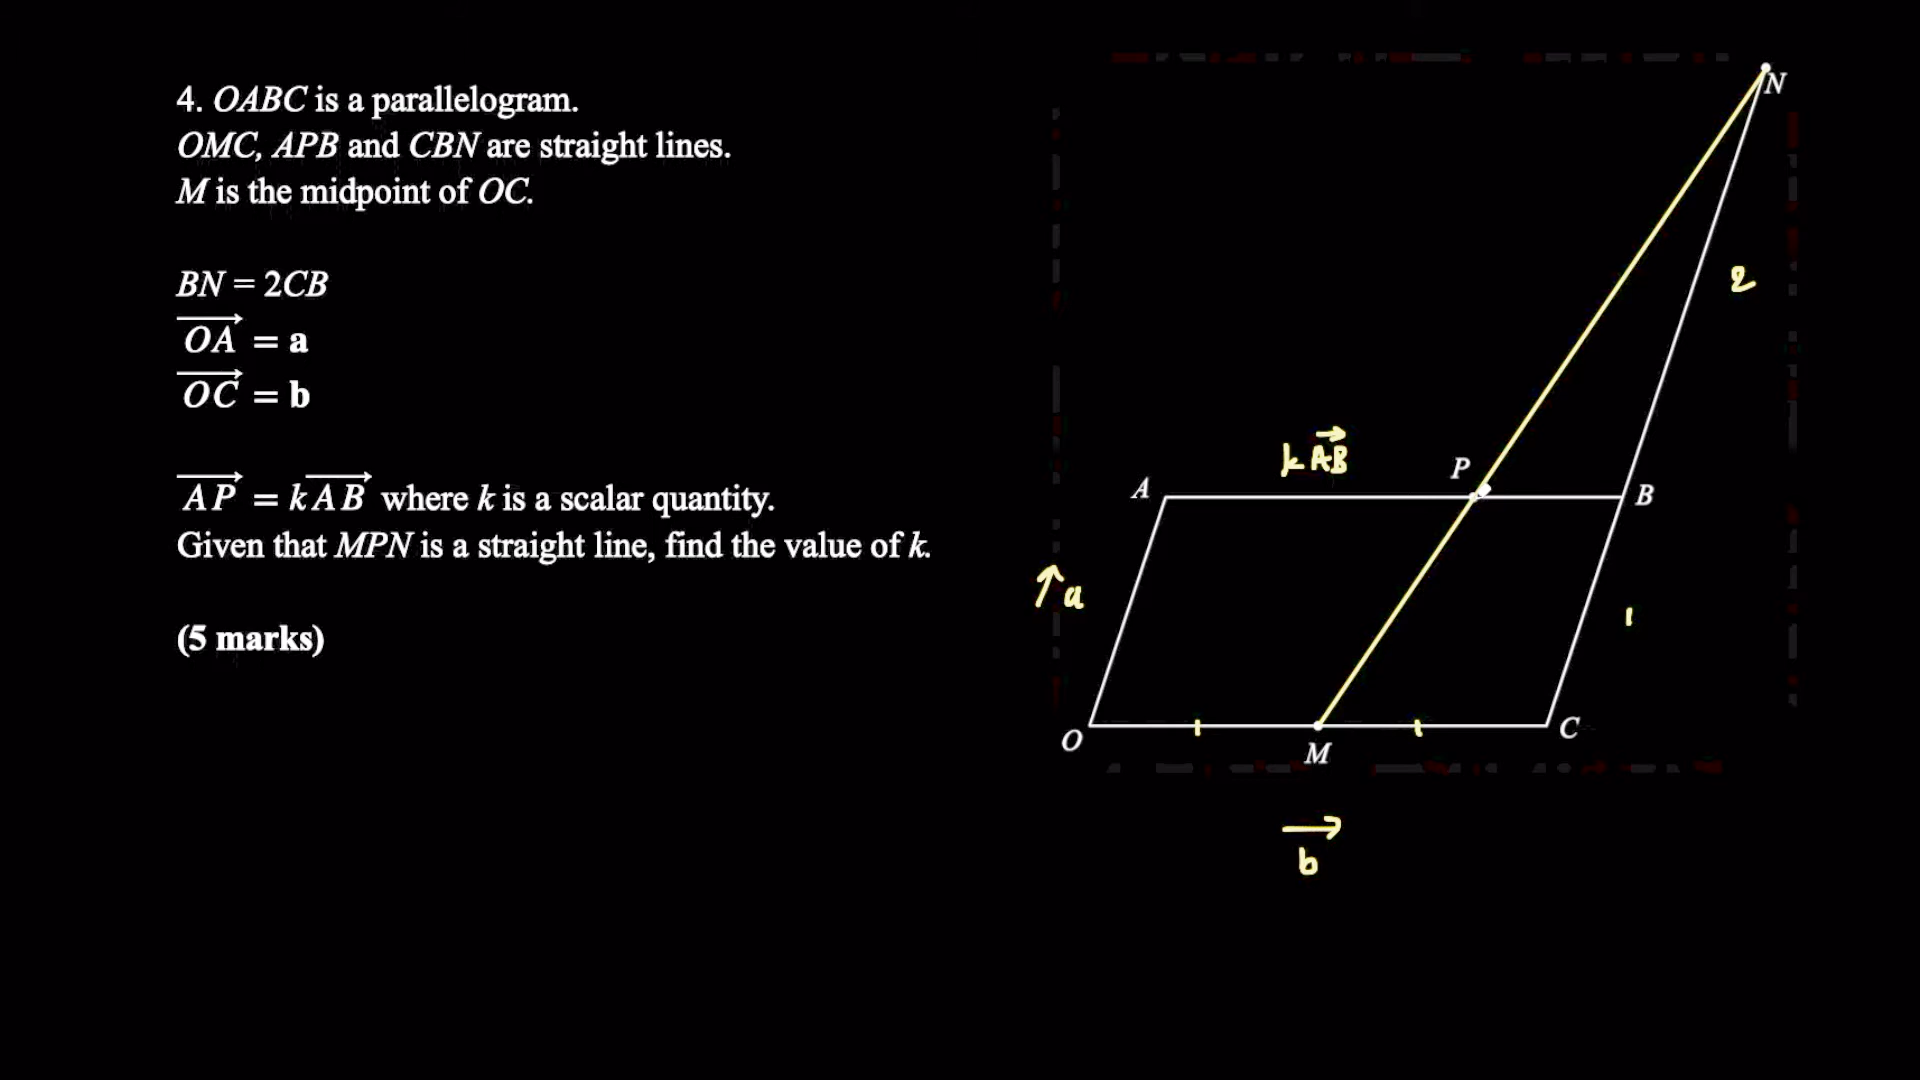 4. OABC is a parallelogram.
OMC, APB and CBN are straight lines.
M is the midpoint of OC.
BN = 2CB
OA = a
OC = b
AP = kAB where k is a scalar quantity.
Given that MPN is a straight line, find the value of k.
(5 marks)
N
2
k AB
P
A
B
a
1
O
M
C
b